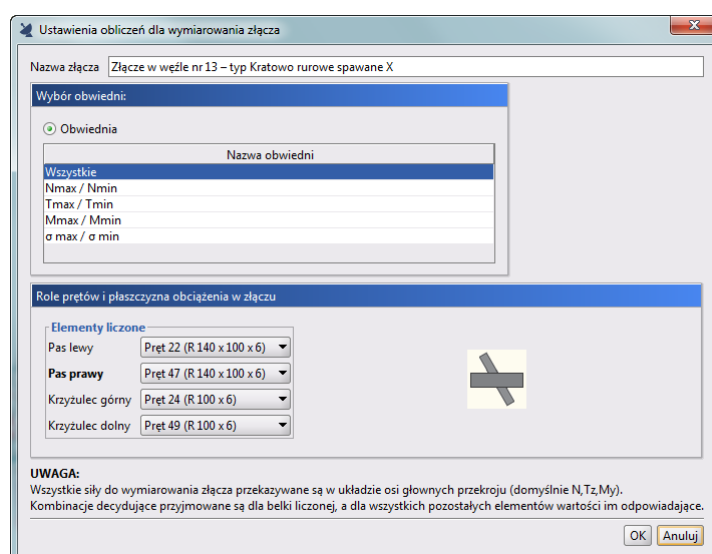 Ustawienia obliczeń dla wymiarowania złącza
x
Nazwa złącza Złącze w węźle nr 13 – typ Kratowo rurowe spawane X
Wybór obwiedni:
Obwiednia
Nazwa obwiedni
Wszystkie
Nmax / Nmin
Tmax / Tmin
Mmax / Mmin
σ max / σ min
Role prętów i płaszczyzna obciążenia w złączu
Elementy liczone
Pas lewy Pręt 22 (R 140 x 100 x 6)
Pas prawy Pręt 47 (R 140 x 100 x 6)
Krzyżulec górny Pręt 24 (R 100 x 6)
Krzyżulec dolny Pręt 49 (R 100 x 6)
UWAGA:
Wszystkie siły do wymiarowania złącza przekazywane są w układzie osi głownych przekroju (domyślnie N,Tz,My).
Kombinacje decydujące przyjmowane są dla belki liczonej, a dla wszystkich pozostałych elementów wartości im odpowiadające.
OK Anuluj